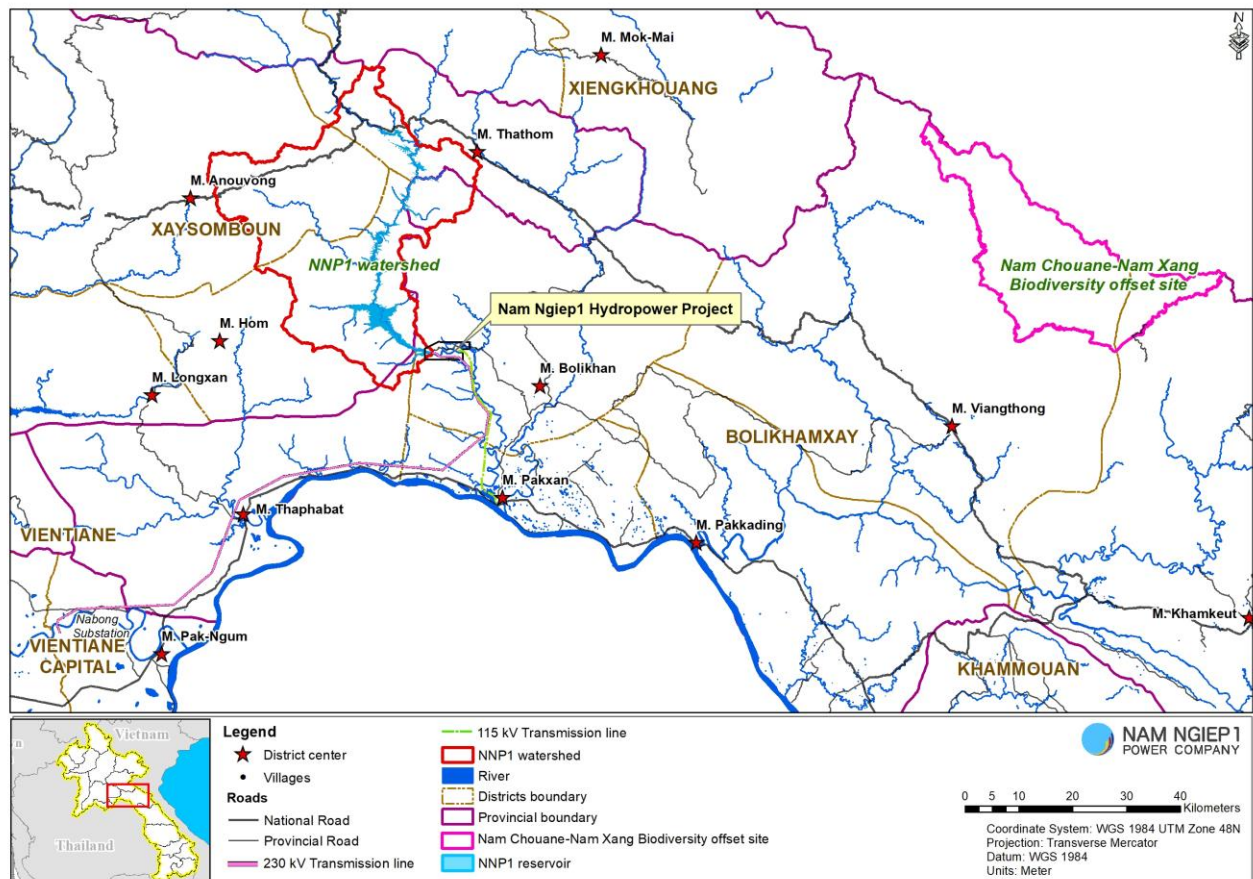 N
M. Mok-Mai
XIENGKHOUANG
M. Thathom
M. Anouvong
XAYSOMBOUN
NNP1 watershed
Nam Chouane-Nam Xang
Biodiversity offset site
Nam Ngiep1 Hydropower Project
M. Hom
M. Bolikhan
M. Longxan
M. Viangthong
BOLIKHAMXAY
M. Pakxan
M. Thaphabat
VIENTIANE
M. Pakkading
Nabong
Substation
M. Khamkeut
M. Pak-Ngum
VIENTIANE
CAPITAL
KHAMMOUAN
Vietnam
Thailand
Legend
District center
Villages
Roads
National Road
Provincial Road
230 kV Transmission line
115 kV Transmission line
NNP1 watershed
River
Districts boundary
Provincial boundary
Nam Chouane-Nam Xang Biodiversity offset site
NNP1 reservoir
NAM NGIEP1
POWER COMPANY
0 5 10 20 30 40
Kilometers
Coordinate System: WGS 1984 UTM Zone 48N
Projection: Transverse Mercator
Datum: WGS 1984
Units: Meter